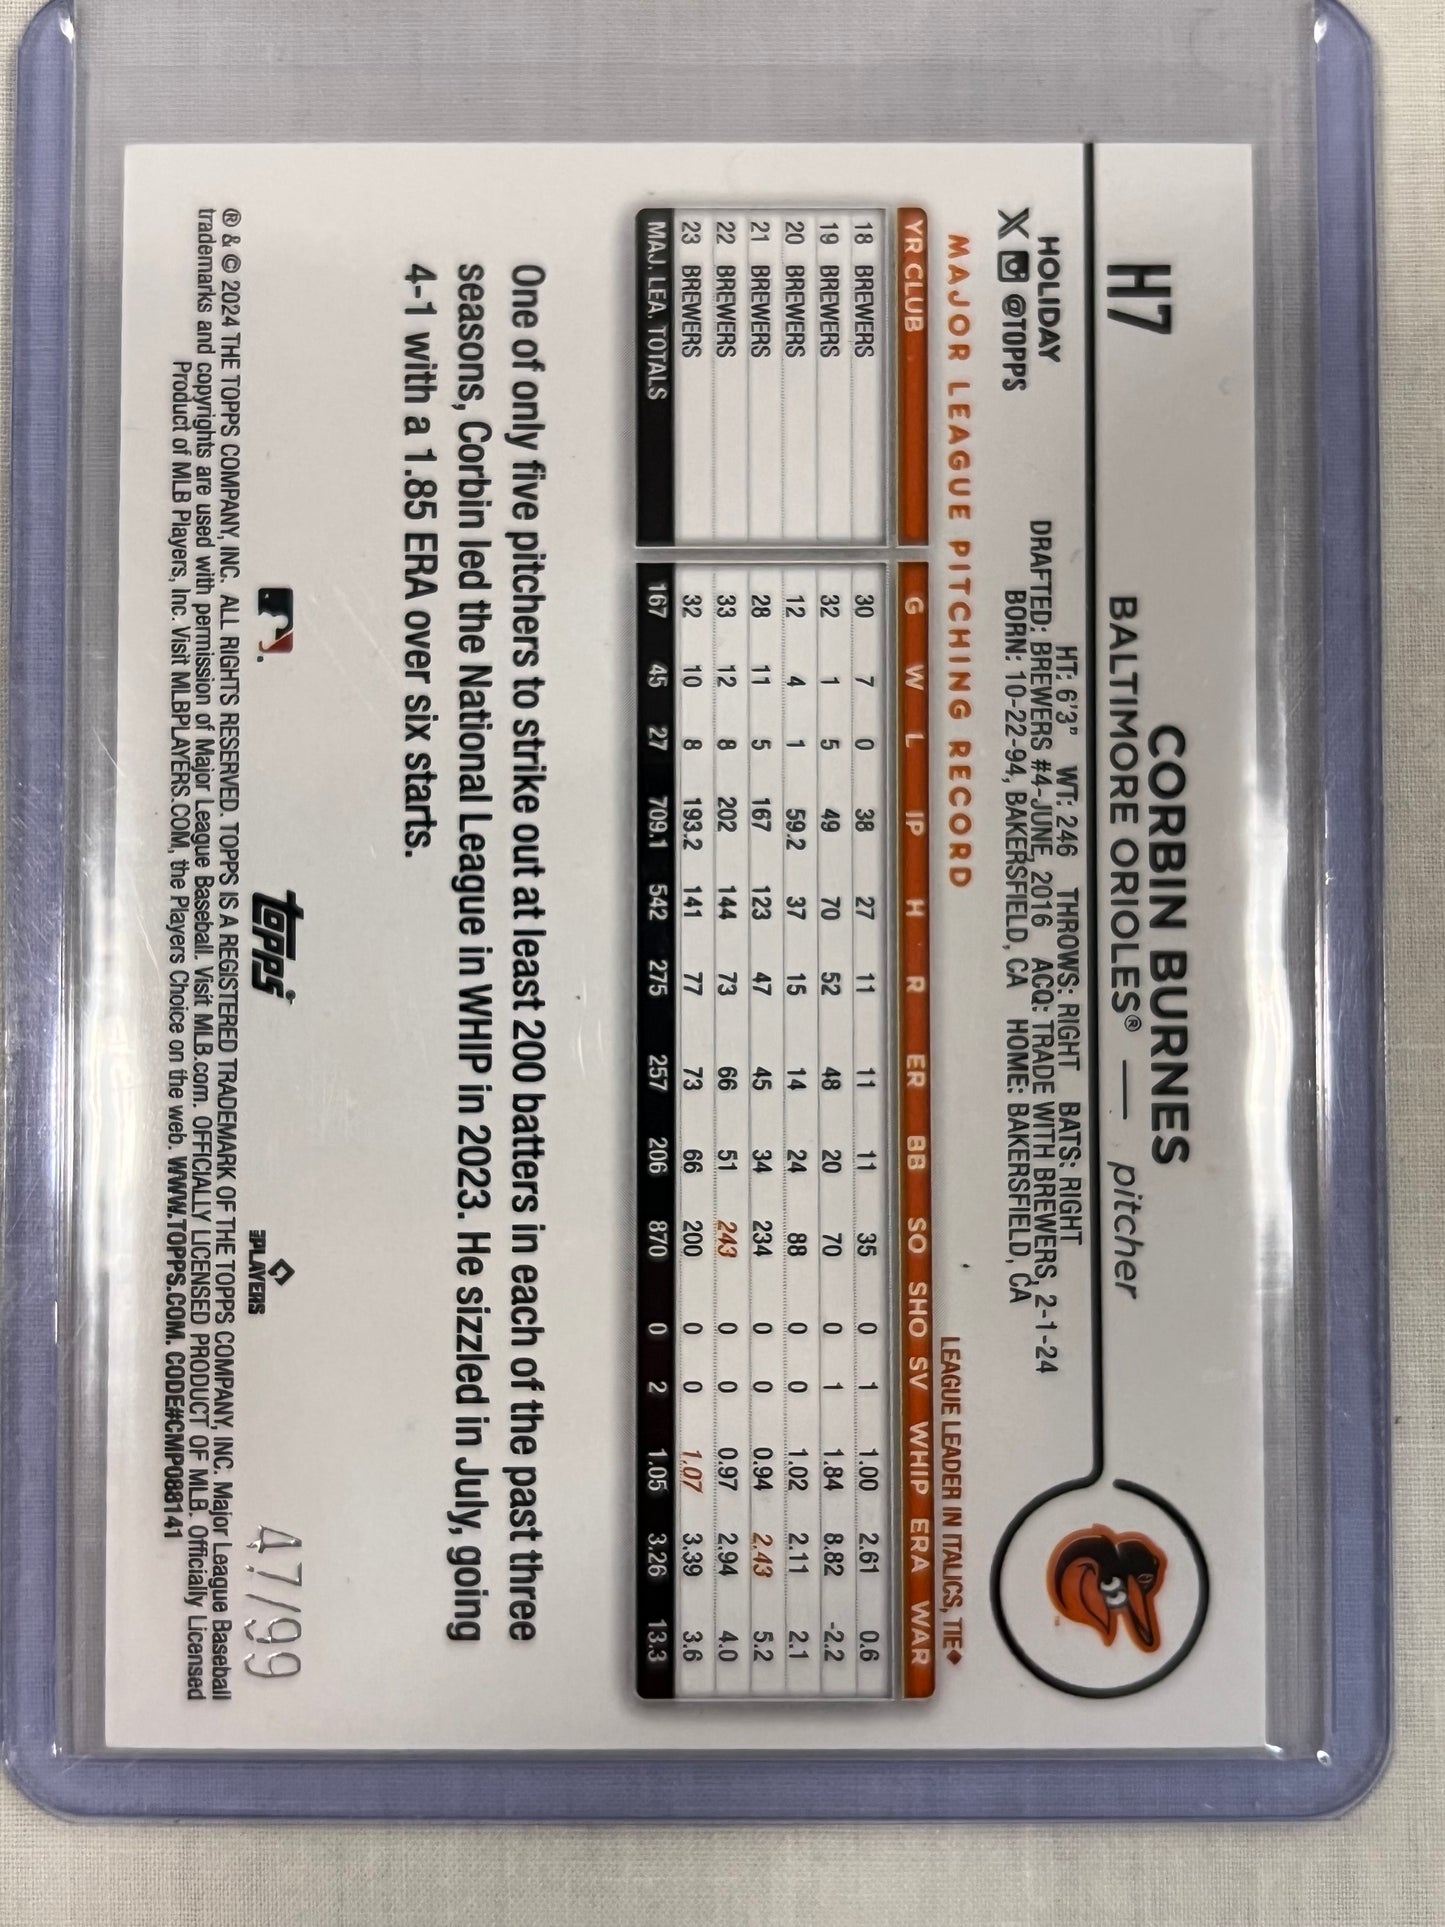 H7
CORBIN BURNES
BALTIMORE ORIOLES® — pitcher
HOLIDAY
@TOPPS
HT: 6'3" WT: 246 THROWS: RIGHT BATS: RIGHT
DRAFTED: BREWERS #4-JUNE, 2016 ACQ: TRADE WITH BREWERS, 2-1-24
BORN: 10-22-94, BAKERSFIELD, CA HOME: BAKERSFIELD, CA
MAJOR LEAGUE PITCHING RECORD
LEAGUE LEADER IN ITALICS, TIE◆
YR CLUB G W L IP H R ER BB SO SHO SV WHIP ERA WAR
18 BREWERS 30 7 0 38 27 11 11 11 35 0 1 1.00 2.61 0.6
19 BREWERS 32 1 5 49 70 52 48 20 70 0 1 1.84 8.82 -2.2
20 BREWERS 12 4 1 59.2 37 15 14 24 88 0 0 1.02 2.11 2.1
21 BREWERS 28 11 5 167 123 47 45 34 234 0 0 0.94 2.43 5.2
22 BREWERS 33 12 8 202 144 73 66 51 243 0 0 0.97 2.94 4.0
23 BREWERS 32 10 8 193.2 141 77 73 66 200 0 0 1.07 3.39 3.6
MAJ. LEA. TOTALS 167 45 27 709.1 542 275 257 206 870 0 2 1.05 3.26 13.3
One of only five pitchers to strike out at least 200 batters in each of the past three
seasons, Corbin led the National League in WHIP in 2023. He sizzled in July, going
4-1 with a 1.85 ERA over six starts.
topps®
PLAYERS
47/99
® & © 2024 THE TOPPS COMPANY, INC. ALL RIGHTS RESERVED. TOPPS IS A REGISTERED TRADEMARK OF THE TOPPS COMPANY, INC. Major League Baseball
trademarks and copyrights are used with permission of Major League Baseball. Visit MLB.com. OFFICIALLY LICENSED PRODUCT OF MLB. Officially Licensed
Product of MLB Players, Inc. Visit MLBPLAYERS.COM, the Players Choice on the web. WWW.TOPPS.COM. CODE#CMP088141